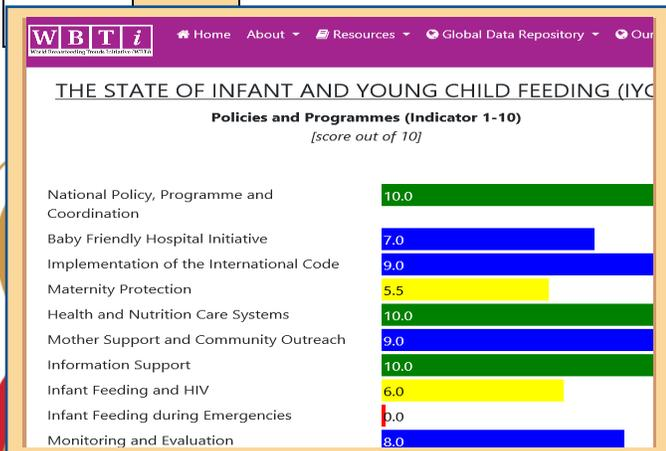 WBTi
World Breastfeeding Trends Initiative (WBTi)
Home About Resources Global Data Repository Our
THE STATE OF INFANT AND YOUNG CHILD FEEDING (IYC
Policies and Programmes (Indicator 1-10)
[score out of 10]
National Policy, Programme and 10.0
Coordination
Baby Friendly Hospital Initiative 7.0
Implementation of the International Code 9.0
Maternity Protection 5.5
Health and Nutrition Care Systems 10.0
Mother Support and Community Outreach 9.0
Information Support 10.0
Infant Feeding and HIV 6.0
Infant Feeding during Emergencies 0.0
Monitoring and Evaluation 8.0